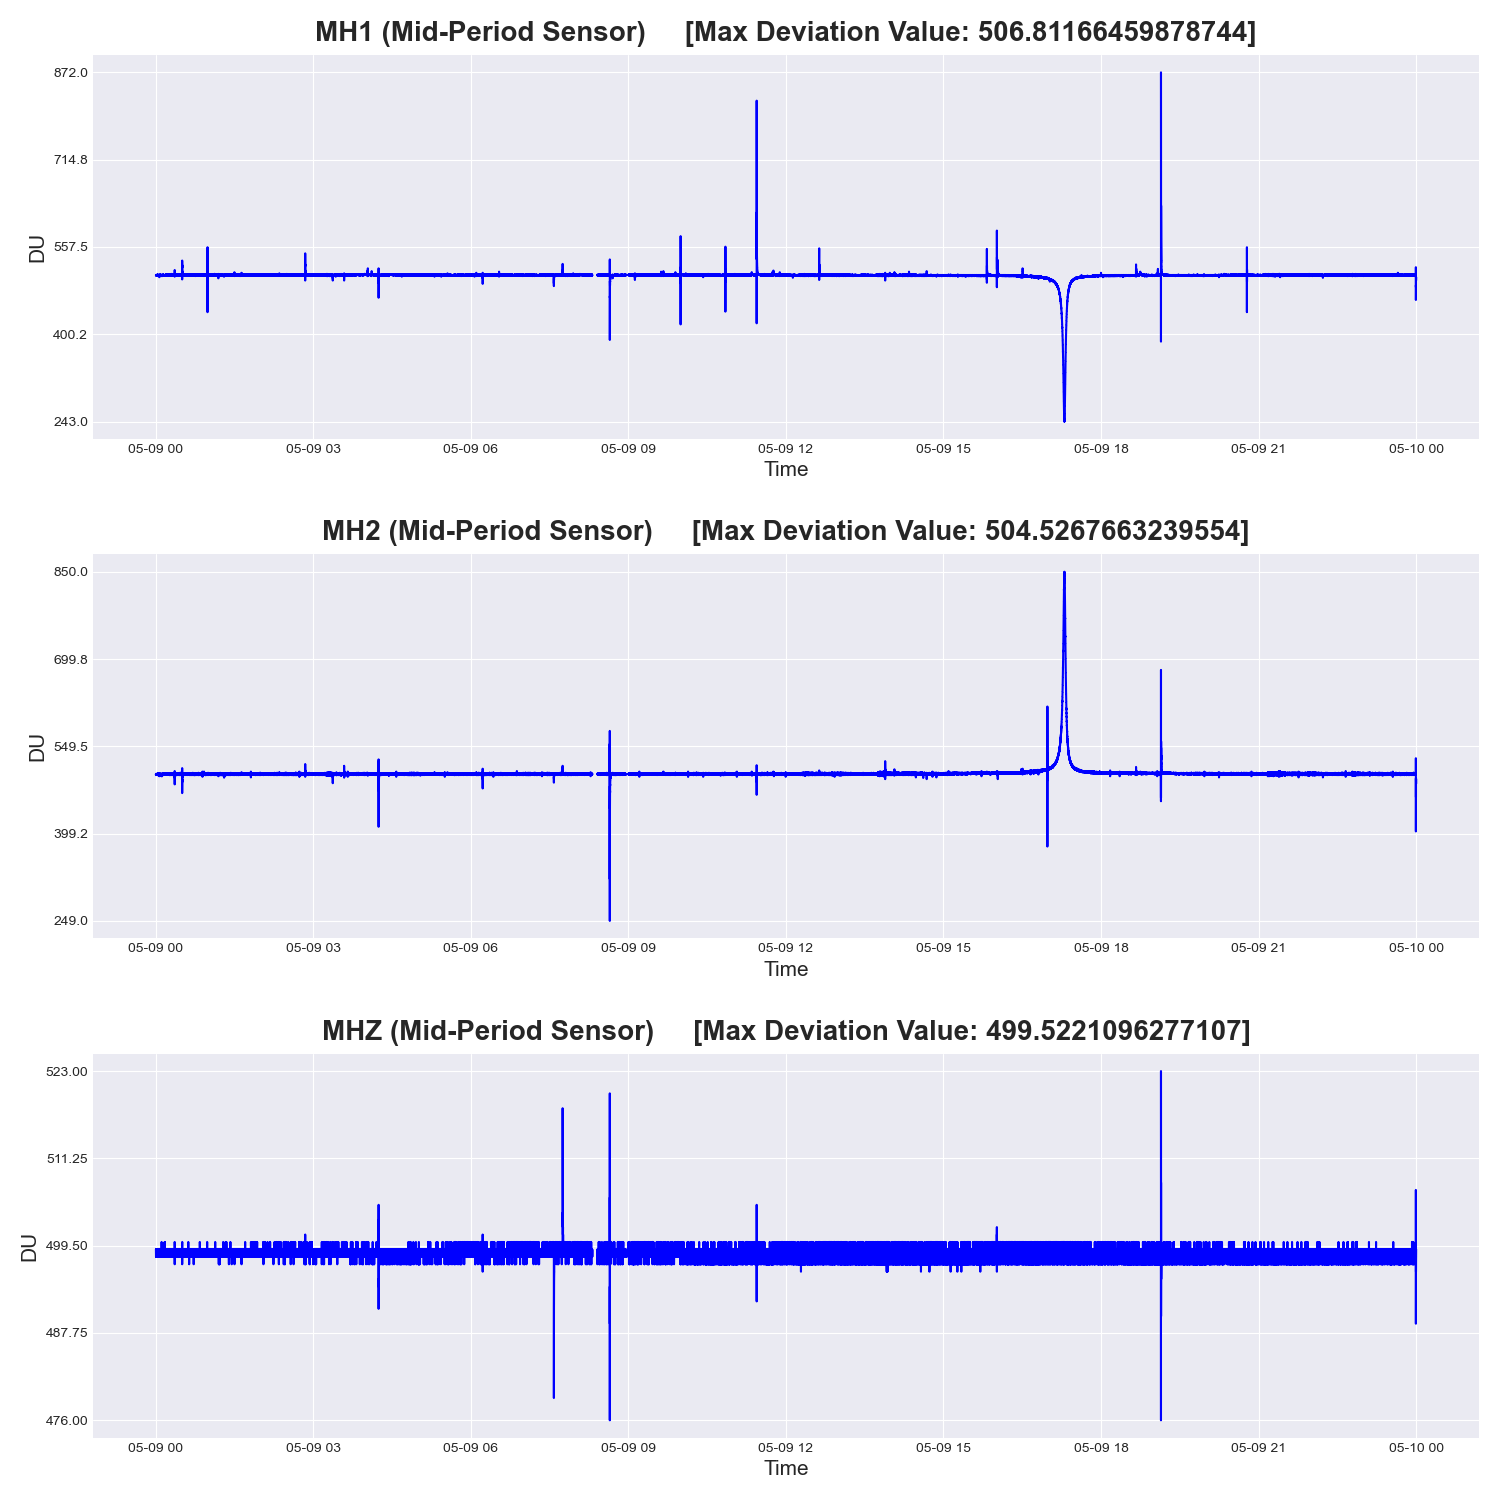 MH1 (Mid-Period Sensor) [Max Deviation Value: 506.81166459878744]
872.0
714.8
557.5
400.2
243.0
DU
05-09 00 05-09 03 05-09 06 05-09 09 05-09 12 05-09 15 05-09 18 05-09 21 05-10 00
Time
MH2 (Mid-Period Sensor) [Max Deviation Value: 504.5267663239554]
850.0
699.8
549.5
399.2
249.0
DU
05-09 00 05-09 03 05-09 06 05-09 09 05-09 12 05-09 15 05-09 18 05-09 21 05-10 00
Time
MHZ (Mid-Period Sensor) [Max Deviation Value: 499.5221096277107]
523.00
511.25
499.50
487.75
476.00
DU
05-09 00 05-09 03 05-09 06 05-09 09 05-09 12 05-09 15 05-09 18 05-09 21 05-10 00
Time